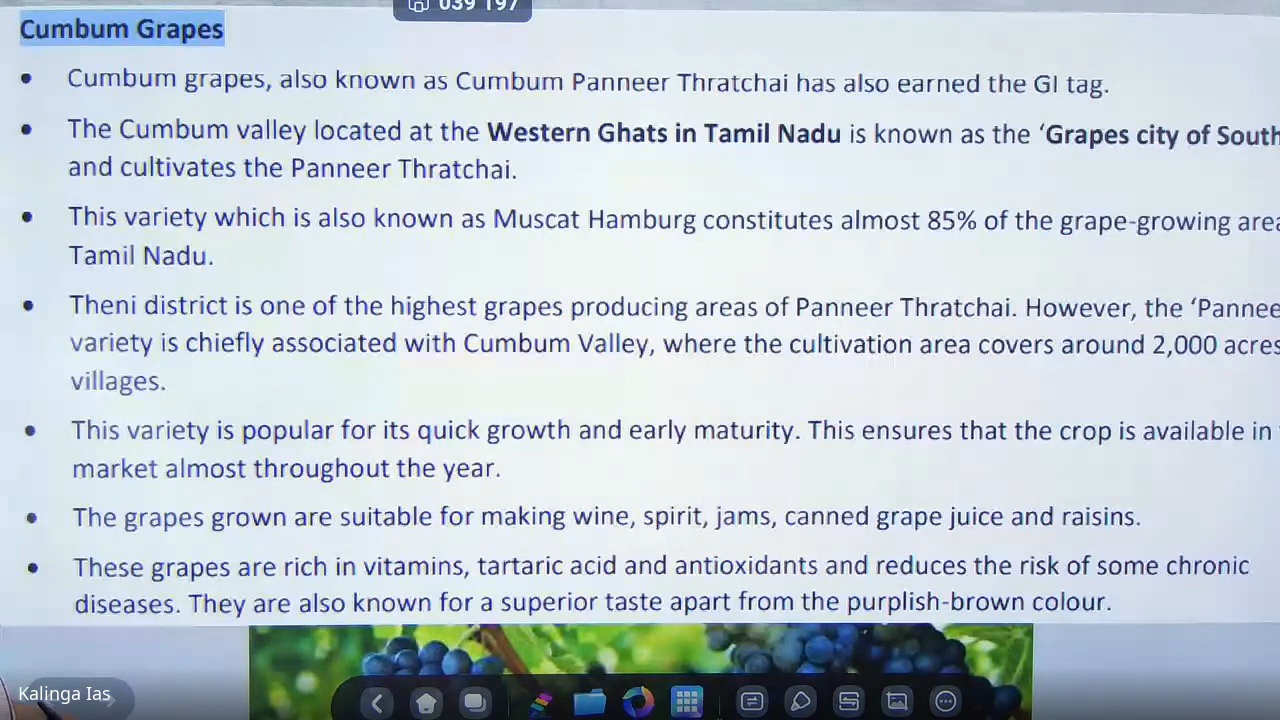 039 197
Cumbum Grapes
• Cumbum grapes, also known as Cumbum Panneer Thratchai has also earned the GI tag.
• The Cumbum valley located at the Western Ghats in Tamil Nadu is known as the ‘Grapes city of South
and cultivates the Panneer Thratchai.
• This variety which is also known as Muscat Hamburg constitutes almost 85% of the grape-growing area
Tamil Nadu.
• Theni district is one of the highest grapes producing areas of Panneer Thratchai. However, the ‘Pannee
variety is chiefly associated with Cumbum Valley, where the cultivation area covers around 2,000 acres
villages.
• This variety is popular for its quick growth and early maturity. This ensures that the crop is available in
market almost throughout the year.
• The grapes grown are suitable for making wine, spirit, jams, canned grape juice and raisins.
• These grapes are rich in vitamins, tartaric acid and antioxidants and reduces the risk of some chronic
diseases. They are also known for a superior taste apart from the purplish-brown colour.
Kalinga Ias